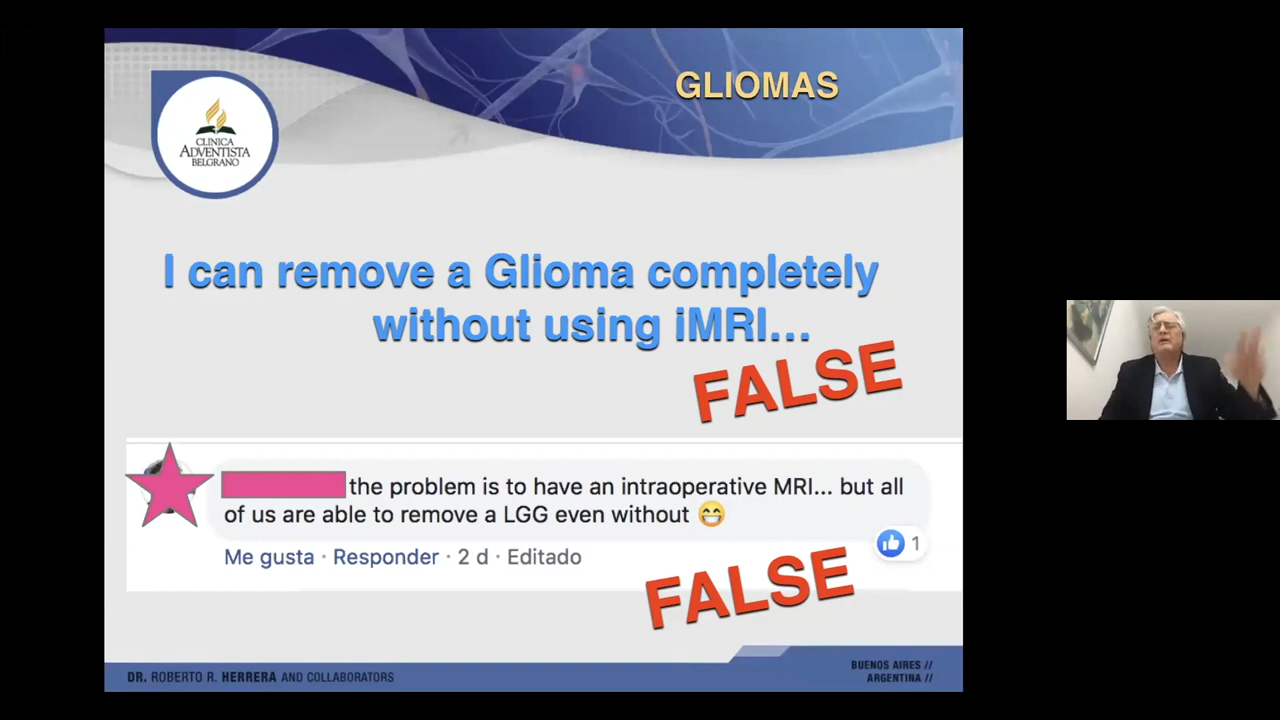 GLIOMAS
CLINICA
ADVENTISTA
BELGRANO
I can remove a Glioma completely
without using iMRI...
FALSE
the problem is to have an intraoperative MRI... but all
of us are able to remove a LGG even without 😁
1
Me gusta · Responder · 2 d · Editado
FALSE
DR. ROBERTO R. HERRERA AND COLLABORATORS
BUENOS AIRES //
ARGENTINA //